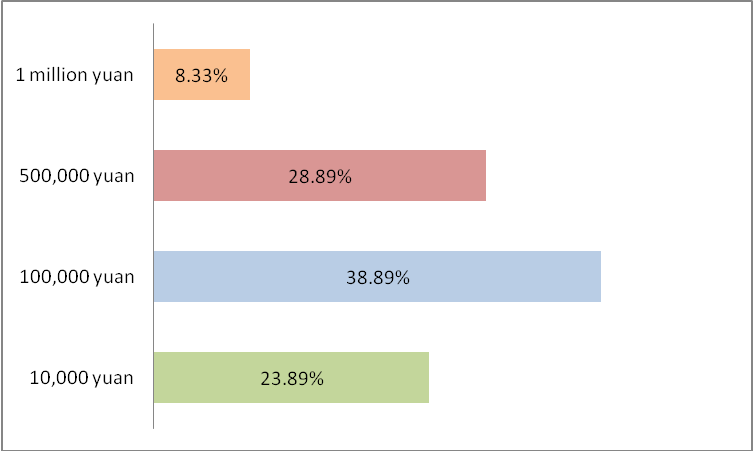 1 million yuan 8.33%
500,000 yuan 28.89%
100,000 yuan 38.89%
10,000 yuan 23.89%